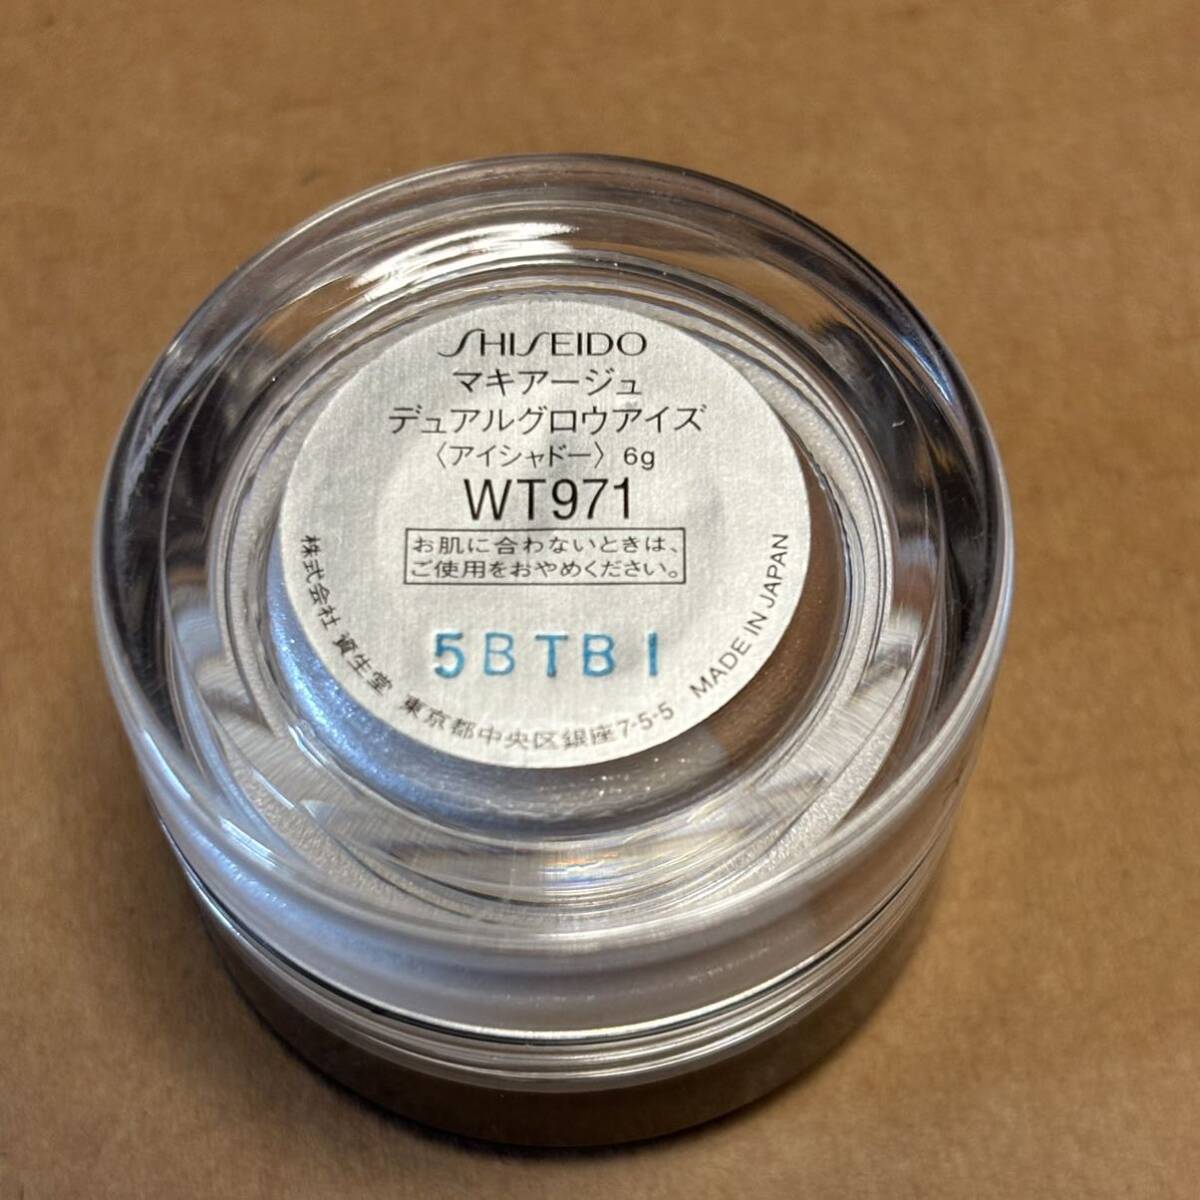 SHISEIDO
マキアージュ
デュアルグロウアイズ
〈アイシャドー〉6g
WT971
お肌に合わないときは、
ご使用をおやめください。
5BTB1
株式会社 資生堂 東京都中央区銀座7-5-5 MADE IN JAPAN